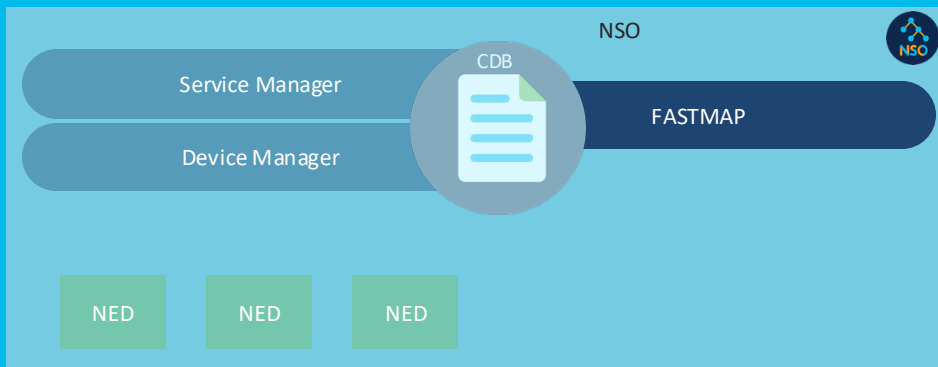 NSO
NSO
CDB
Service Manager
FASTMAP
Device Manager
NED
NED
NED